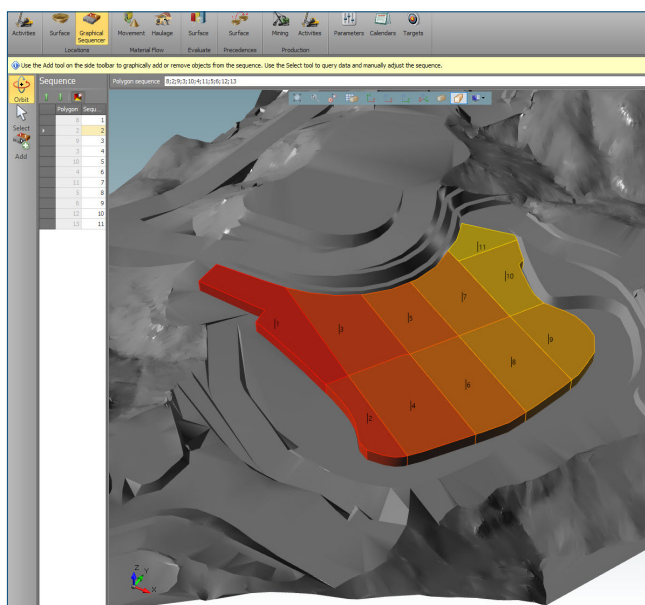 Activities Surface Graphical Sequencer Movement Haulage Surface Surface Mining Activities Parameters Calenders Targets
Locations Material Flow Evaluate Precedences Production
Use the Add tool on the side toolbar to graphically add or remove objects from the sequence. Use the Select tool to query data and manually adjust the sequence.
Orbit
Select
Add
Sequence
Polygon Sequ...
8 1
2 2
9 3
3 4
10 5
4 6
11 7
5 8
6 9
12 10
13 11
Polygon sequence 8;2;9;3;10;4;11;5;6;12;13
11
10
7
5
3
1
9
8
6
4
2
Z
Y
X